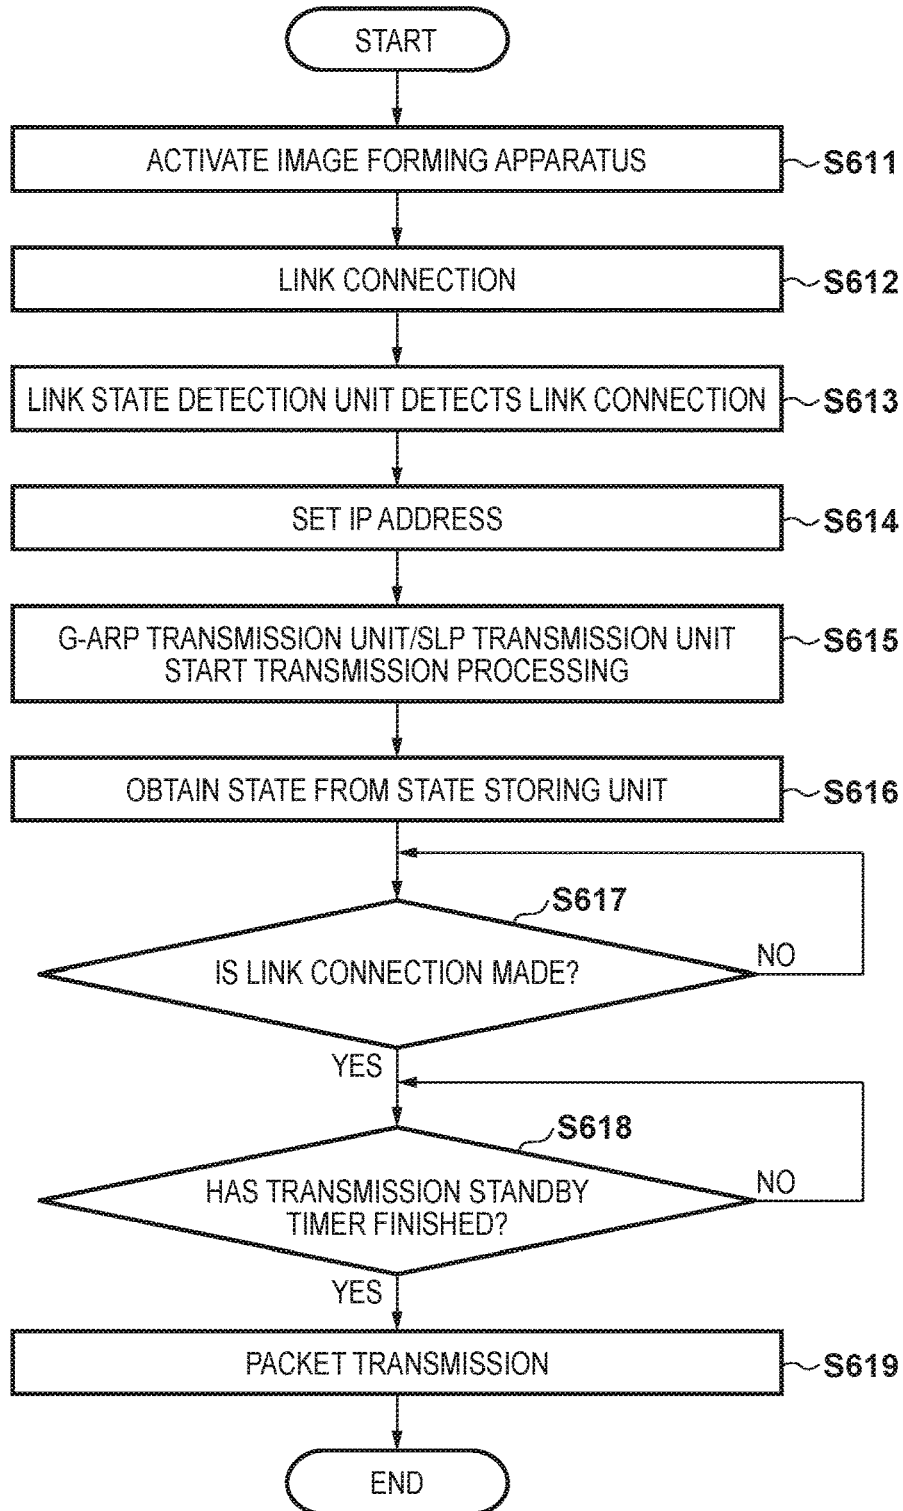 START
ACTIVATE IMAGE FORMING APPARATUS
S611
LINK CONNECTION
S612
LINK STATE DETECTION UNIT DETECTS LINK CONNECTION
S613
SET IP ADDRESS
S614
G-ARP TRANSMISSION UNIT/SLP TRANSMISSION UNIT
START TRANSMISSION PROCESSING
S615
OBTAIN STATE FROM STATE STORING UNIT
S616
S617
IS LINK CONNECTION MADE?
NO
YES
S618
HAS TRANSMISSION STANDBY
TIMER FINISHED?
NO
YES
PACKET TRANSMISSION
S619
END